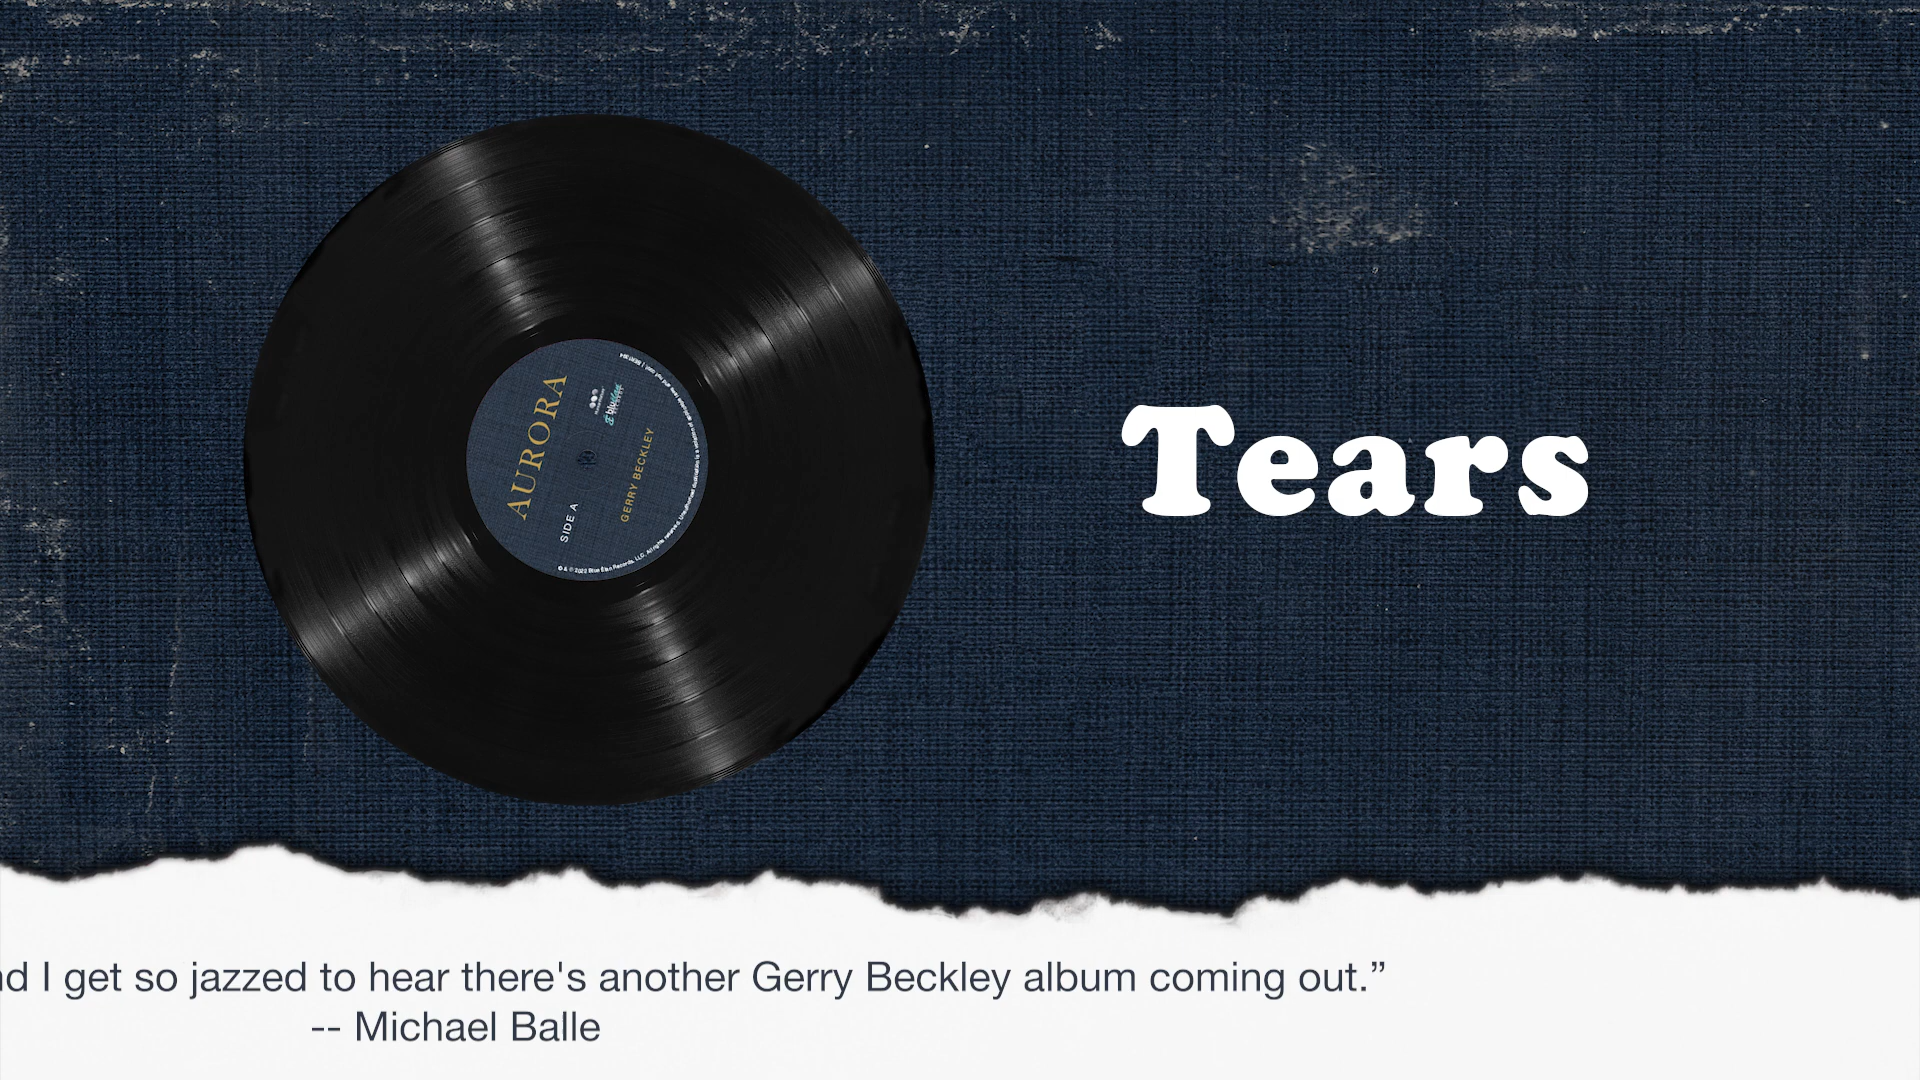 AURORA
SIDE A
GERRY BECKLEY
Tears
nd I get so jazzed to hear there's another Gerry Beckley album coming out.”
-- Michael Balle